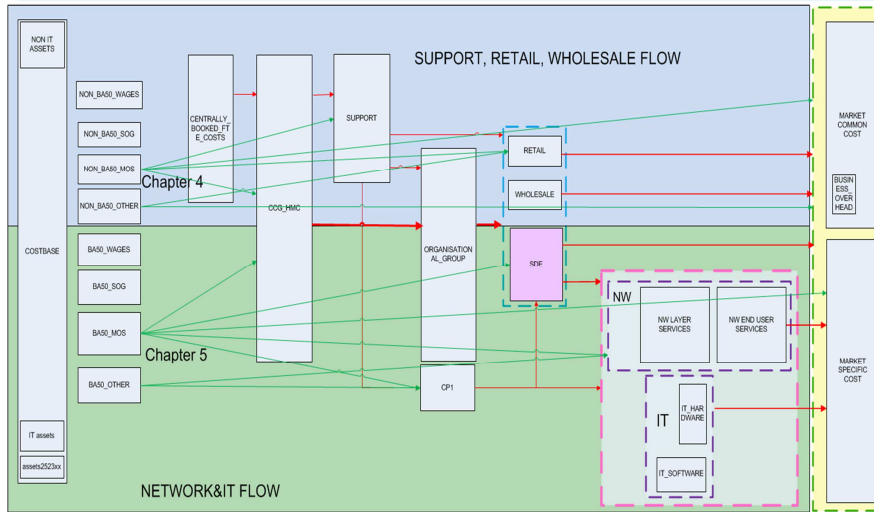 NON IT
ASSETS
COSTBASE
IT assets
assets2523xx
NON_BA50_WAGES
NON_BA50_SOG
NON_BA50_MOS
NON_BA50_OTHER
Chapter 4
BA50_WAGES
BA50_SOG
BA50_MOS
BA50_OTHER
Chapter 5
CENTRALLY_
BOOKED_FT
E_COSTS
CCG_HMC
SUPPORT
ORGANISATION
AL_GROUP
CP1
SUPPORT, RETAIL, WHOLESALE FLOW
RETAIL
WHOLESALE
SDF
NW
NW LAYER
SERVICES
NW END USER
SERVICES
IT
IT_HAR
DWARE
IT_SOFTWARE
MARKET
COMMON
COST
BUSIN
ESS_
OVER
HEAD
MARKET
SPECIFIC
COST
NETWORK&IT FLOW